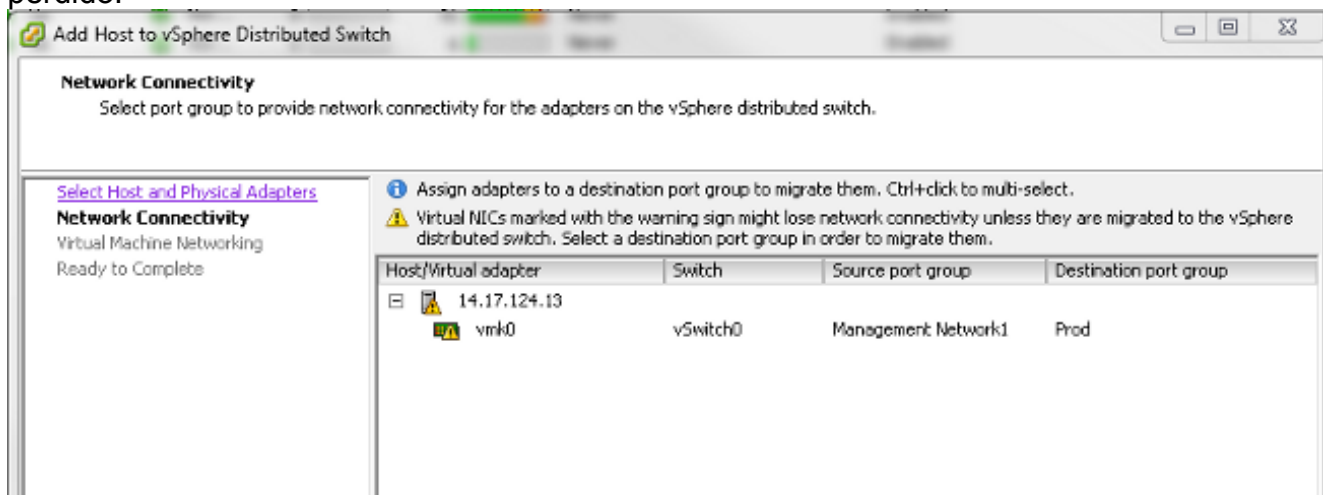 perdido.
Add Host to vSphere Distributed Switch
Network Connectivity
Select port group to provide network connectivity for the adapters on the vSphere distributed switch.
Select Host and Physical Adapters
Network Connectivity
Virtual Machine Networking
Ready to Complete
Assign adapters to a destination port group to migrate them. Ctrl+click to multi-select.
Virtual NICs marked with the warning sign might lose network connectivity unless they are migrated to the vSphere
distributed switch. Select a destination port group in order to migrate them.
Host/Virtual adapter Switch Source port group Destination port group
14.17.124.13
vmk0 vSwitch0 Management Network1 Prod